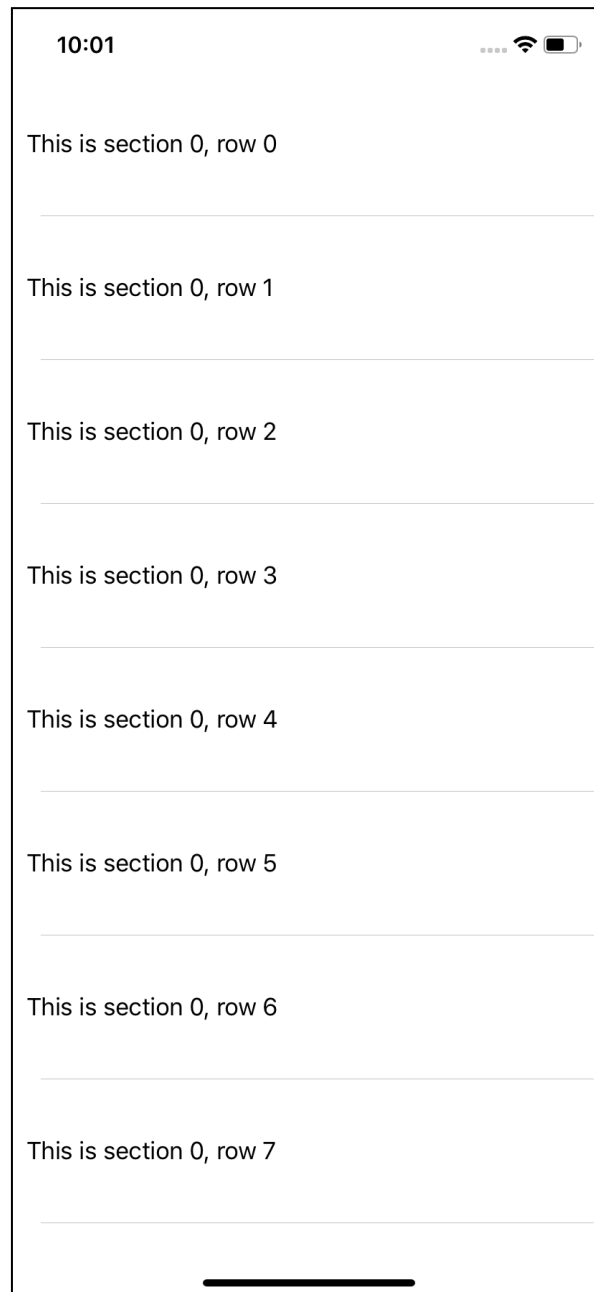 10:01
This is section 0, row 0
This is section 0, row 1
This is section 0, row 2
This is section 0, row 3
This is section 0, row 4
This is section 0, row 5
This is section 0, row 6
This is section 0, row 7